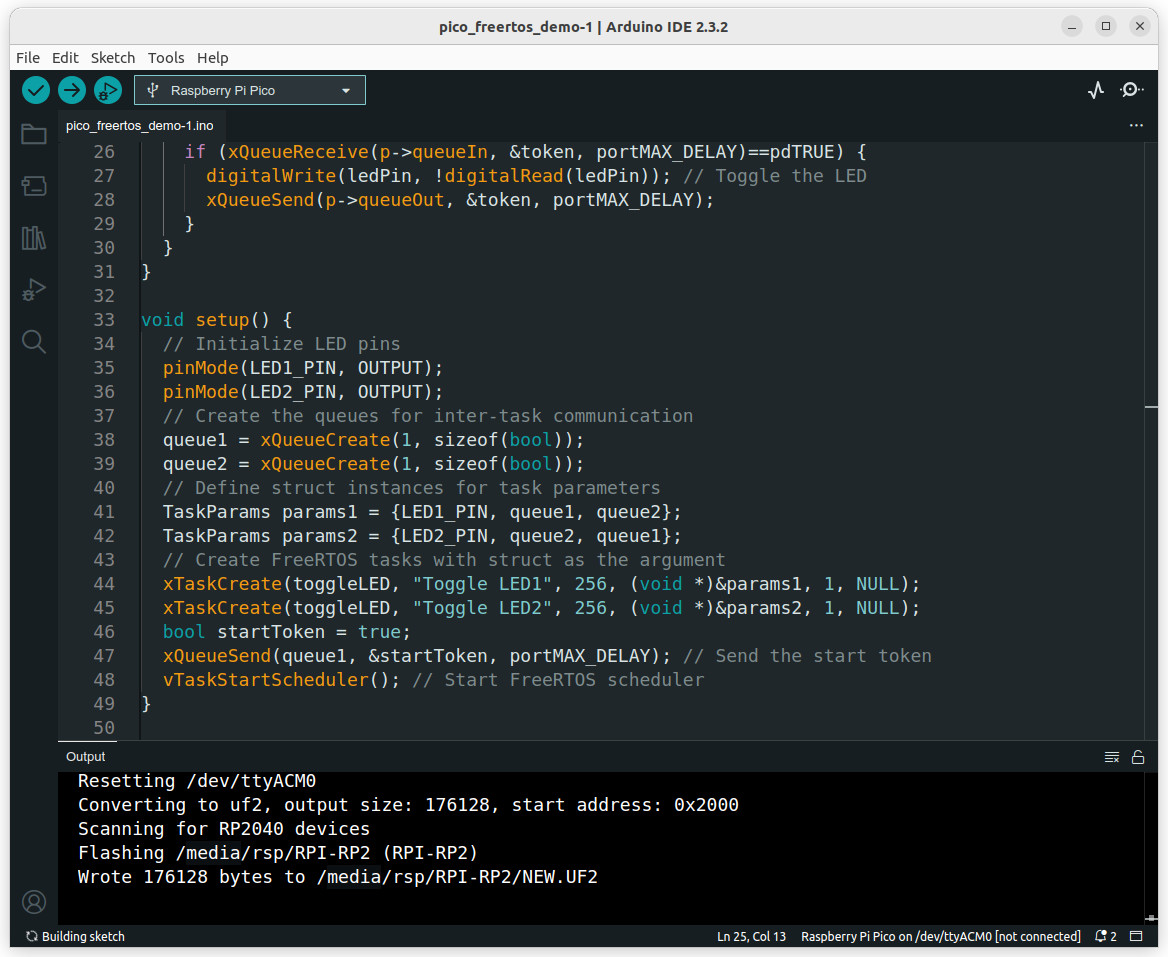 pico_freertos_demo-1 | Arduino IDE 2.3.2
File Edit Sketch Tools Help
Raspberry Pi Pico
pico_freertos_demo-1.ino
26     if (xQueueReceive(p->queueIn, &token, portMAX_DELAY)==pdTRUE) {
27       digitalWrite(ledPin, !digitalRead(ledPin)); // Toggle the LED
28       xQueueSend(p->queueOut, &token, portMAX_DELAY);
29     }
30   }
31 }
32
33 void setup() {
34   // Initialize LED pins
35   pinMode(LED1_PIN, OUTPUT);
36   pinMode(LED2_PIN, OUTPUT);
37   // Create the queues for inter-task communication
38   queue1 = xQueueCreate(1, sizeof(bool));
39   queue2 = xQueueCreate(1, sizeof(bool));
40   // Define struct instances for task parameters
41   TaskParams params1 = {LED1_PIN, queue1, queue2};
42   TaskParams params2 = {LED2_PIN, queue2, queue1};
43   // Create FreeRTOS tasks with struct as the argument
44   xTaskCreate(toggleLED, "Toggle LED1", 256, (void *)&params1, 1, NULL);
45   xTaskCreate(toggleLED, "Toggle LED2", 256, (void *)&params2, 1, NULL);
46   bool startToken = true;
47   xQueueSend(queue1, &startToken, portMAX_DELAY); // Send the start token
48   vTaskStartScheduler(); // Start FreeRTOS scheduler
49 }
50
Output
Resetting /dev/ttyACM0
Converting to uf2, output size: 176128, start address: 0x2000
Scanning for RP2040 devices
Flashing /media/rsp/RPI-RP2 (RPI-RP2)
Wrote 176128 bytes to /media/rsp/RPI-RP2/NEW.UF2
Building sketch Ln 25, Col 13 Raspberry Pi Pico on /dev/ttyACM0 [not connected] 2